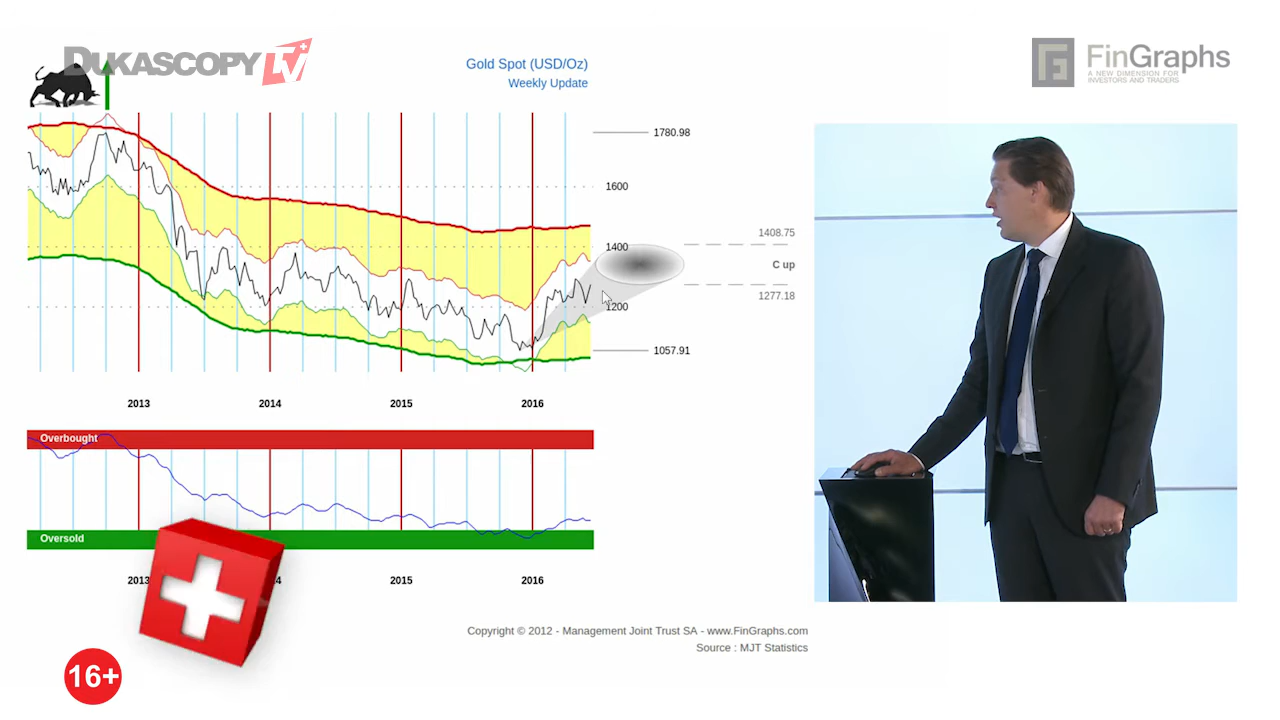 DUKASCOPY TV
Gold Spot (USD/Oz)
Weekly Update
FinGraphs
A NEW DIMENSION FOR
INVESTORS AND TRADERS
1780.98
1600
1408.75
1400
C up
1277.18
1200
1057.91
2013
2014
2015
2016
Overbought
Oversold
2013
4
2015
2016
Copyright © 2012 - Management Joint Trust SA - www.FinGraphs.com
Source : MJT Statistics
16+